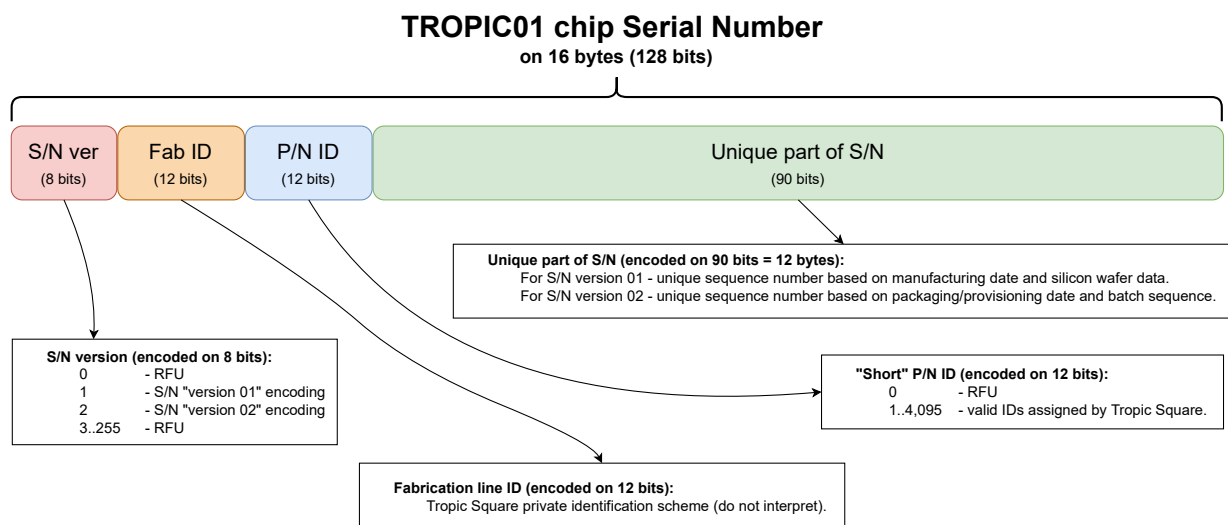 TROPIC01 chip Serial Number
on 16 bytes (128 bits)
S/N ver
(8 bits)
Fab ID
(12 bits)
P/N ID
(12 bits)
Unique part of S/N
(90 bits)
Unique part of S/N (encoded on 90 bits = 12 bytes):
For S/N version 01 - unique sequence number based on manufacturing date and silicon wafer data.
For S/N version 02 - unique sequence number based on packaging/provisioning date and batch sequence.
S/N version (encoded on 8 bits):
0 - RFU
1 - S/N "version 01" encoding
2 - S/N "version 02" encoding
3..255 - RFU
"Short" P/N ID (encoded on 12 bits):
0 - RFU
1..4,095 - valid IDs assigned by Tropic Square.
Fabrication line ID (encoded on 12 bits):
Tropic Square private identification scheme (do not interpret).